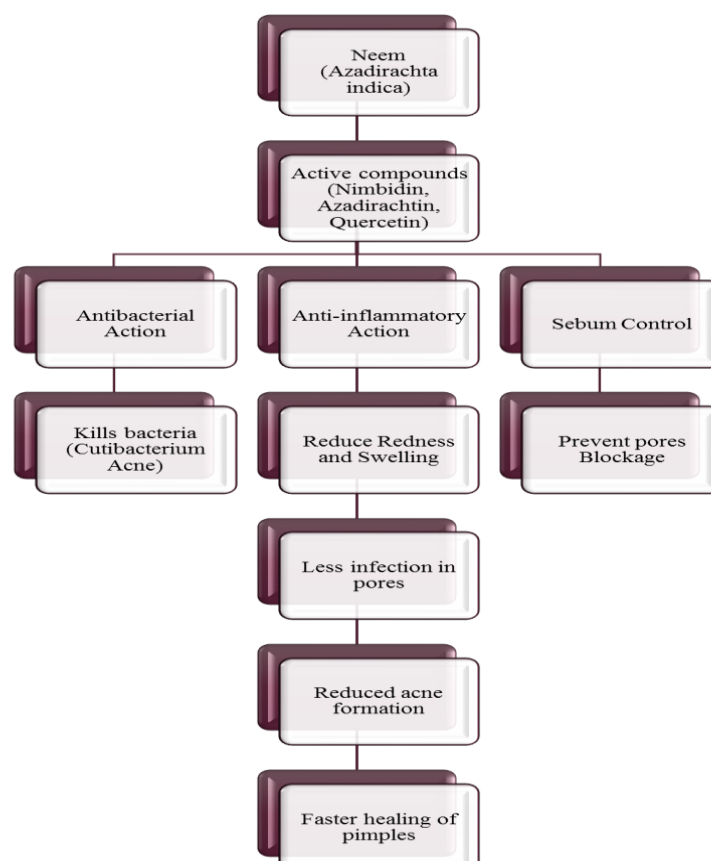 Neem
(Azadirachta
indica)
Active compounds
(Nimbidin,
Azadirachtin,
Quercetin)
Antibacterial
Action
Anti-inflammatory
Action
Sebum Control
Kills bacteria
(Cutibacterium
Acne)
Reduce Redness
and Swelling
Prevent pores
Blockage
Less infection in
pores
Reduced acne
formation
Faster healing of
pimples